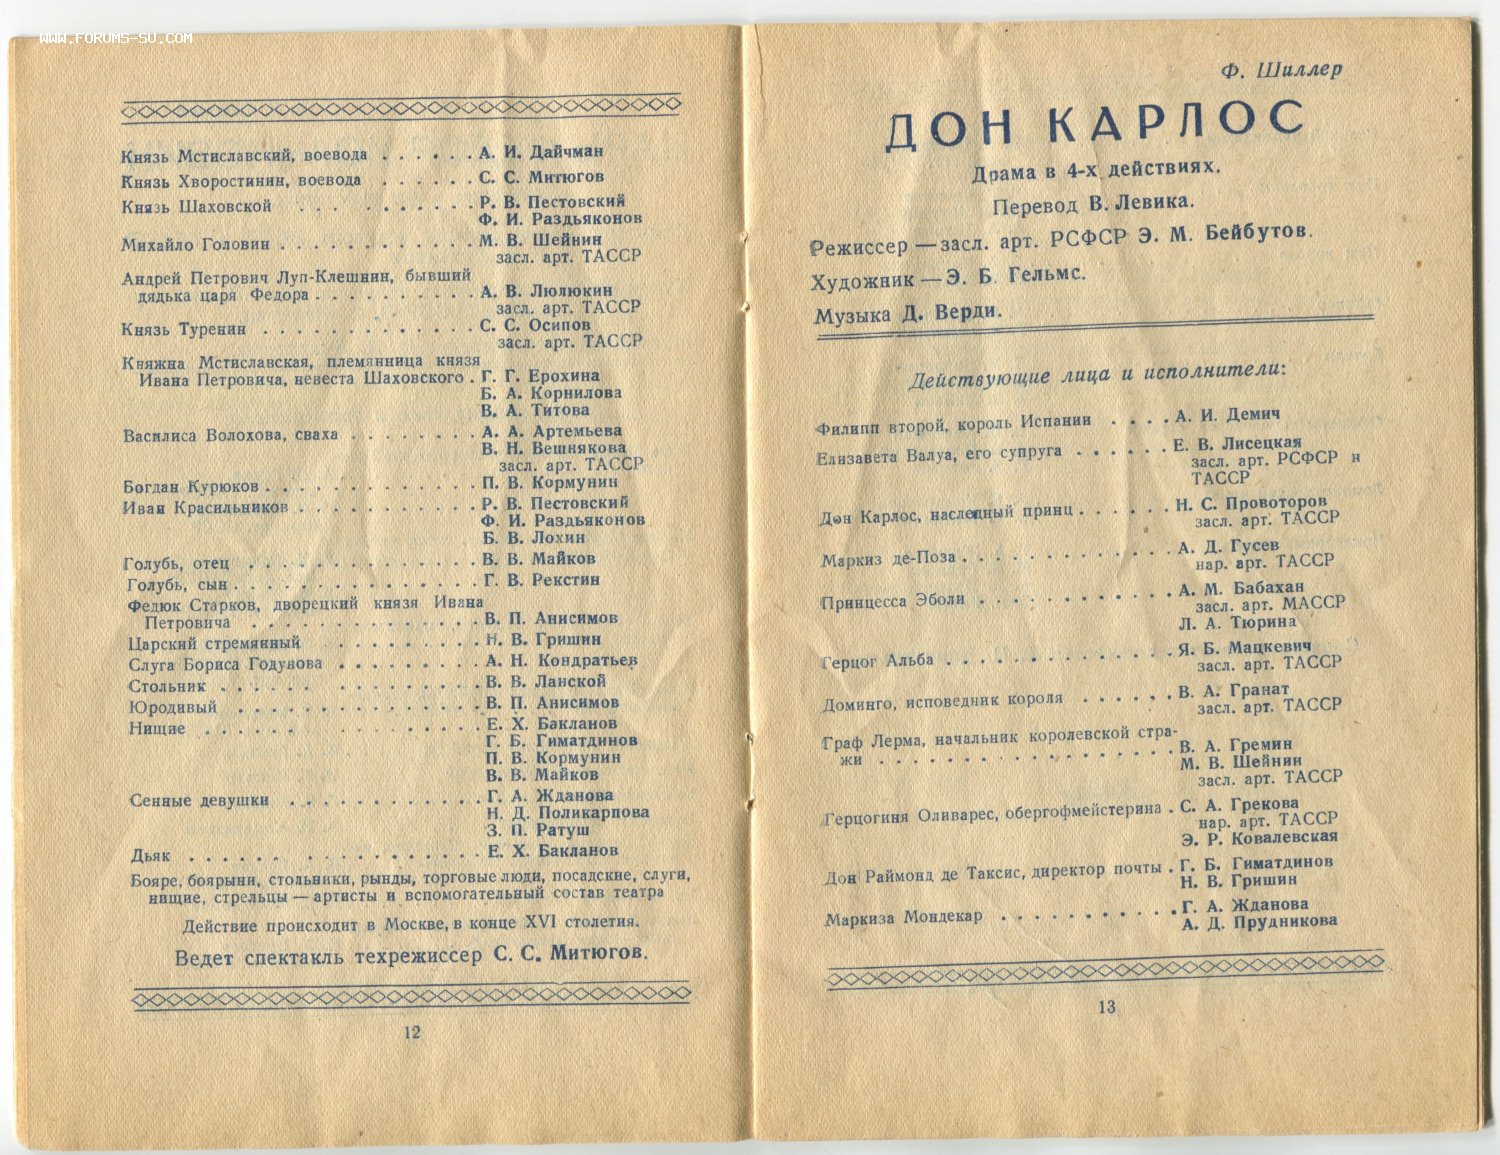 WWW.FORUMS-SU.COM
Князь Мстиславский, воевода . . . . . . А. И. Дайчман
Князь Хворостинин, воевода . . . . . . С. С. Митюгов
Князь Шаховской . . . . . . . . . . Р. В. Пестовский
Ф. И. Раздьяконов
Михайло Головин . . . . . . . . . . . . М. В. Шейнин
засл. арт. ТАССР
Андрей Петрович Луп-Клешнин, бывший
дядька царя Федора . . . . . . . . . . А. В. Люлюкин
засл. арт. ТАССР
Князь Туренин . . . . . . . . . . . . . С. С. Осипов
засл. арт. ТАССР
Княжна Мстиславская, племянница князя
Ивана Петровича, невеста Шаховского . Г. Г. Ерохина
Б. А. Корнилова
В. А. Титова
Василиса Волохова, сваха . . . . . . . . А. А. Артемьева
В. Н. Вешнякова
засл. арт. ТАССР
Богдан Курюков . . . . . . . . . . . . . П. В. Кормунин
Иван Красильников . . . . . . . . . . . Р. В. Пестовский
Ф. И. Раздьяконов
Б. В. Лохин
Голубь, отец . . . . . . . . . . . . . . В. В. Майков
Голубь, сын . . . . . . . . . . . . . . . Г. В. Рекстин
Федюк Старков, дворецкий князя Ивана
Петровича . . . . . . . . . . . . . . В. П. Анисимов
Царский стремянный . . . . . . . . . . Н. В. Гришин
Слуга Бориса Годунова . . . . . . . . . А. Н. Кондратьев
Стольник . . . . . . . . . . . . . . . В. В. Ланской
Юродивый . . . . . . . . . . . . . . . В. П. Анисимов
Нищие . . . . . . . . . . . . . . . . Е. Х. Бакланов
Г. Б. Гиматдинов
П. В. Кормунин
В. В. Майков
Сенные девушки . . . . . . . . . . . . Г. А. Жданова
Н. Д. Поликарпова
З. П. Ратуш
Дьяк . . . . . . . . . . . . . . . . . Е. Х. Бакланов
Бояре, боярыни, стольники, рынды, торговые люди, посадские, слуги,
нищие, стрельцы — артисты и вспомогательный состав театра
Действие происходит в Москве, в конце XVI столетия.
Ведет спектакль техрежиссер С. С. Митюгов.
12
Ф. Шиллер
ДОН КАРЛОС
Драма в 4-х действиях.
Перевод В. Левика.
Режиссер — засл. арт. РСФСР Э. М. Бейбутов.
Художник — Э. Б. Гельмс.
Музыка Д. Верди.
Действующие лица и исполнители:
Филипп второй, король Испании . . . . А. И. Демич
Елизавета Валуа, его супруга . . . . . . Е. В. Лисецкая
засл. арт. РСФСР и
ТАССР
Дон Карлос, наследный принц . . . . . . Н. С. Провоторов
засл. арт. ТАССР
Маркиз де-Поза . . . . . . . . . . . . . А. Д. Гусев
нар. арт. ТАССР
Принцесса Эболи . . . . . . . . . . . . А. М. Бабахан
засл. арт. МАССР
Л. А. Тюрина
Герцог Альба . . . . . . . . . . . . . . Я. Б. Мацкевич
засл. арт. ТАССР
Доминго, исповедник короля . . . . . . В. А. Гранат
засл. арт. ТАССР
Граф Лерма, начальник королевской стра-
жи . . . . . . . . . . . . . . . . . . В. А. Гремин
М. В. Шейнин
засл. арт. ТАССР
Герцогиня Оливарес, обергофмейстерина . С. А. Грекова
нар. арт. ТАССР
Э. Р. Ковалевская
Дон Раймонд де Таксис, директор почты . Г. Б. Гиматдинов
Н. В. Гришин
Маркиза Мондекар . . . . . . . . . . . Г. А. Жданова
А. Д. Прудникова
13